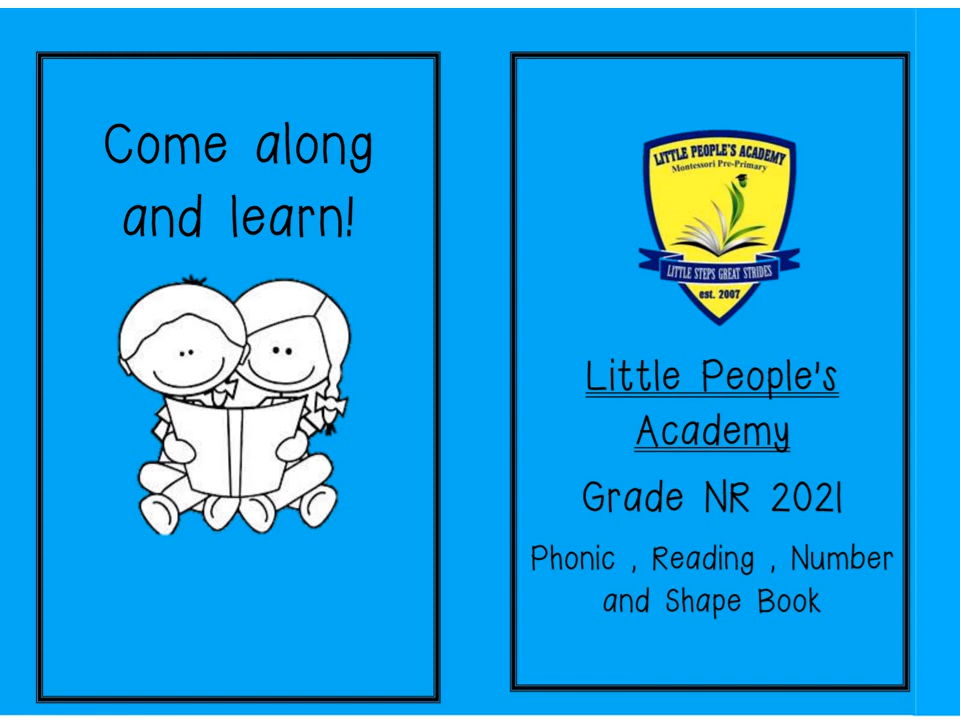 Come along
and learn!
LITTLE PEOPLE'S ACADEMY
Montessori Pre-Primary
LITTLE STEPS GREAT STRIDES
est. 2007
Little People's
Academy
Grade NR 2021
Phonic , Reading , Number
and Shape Book